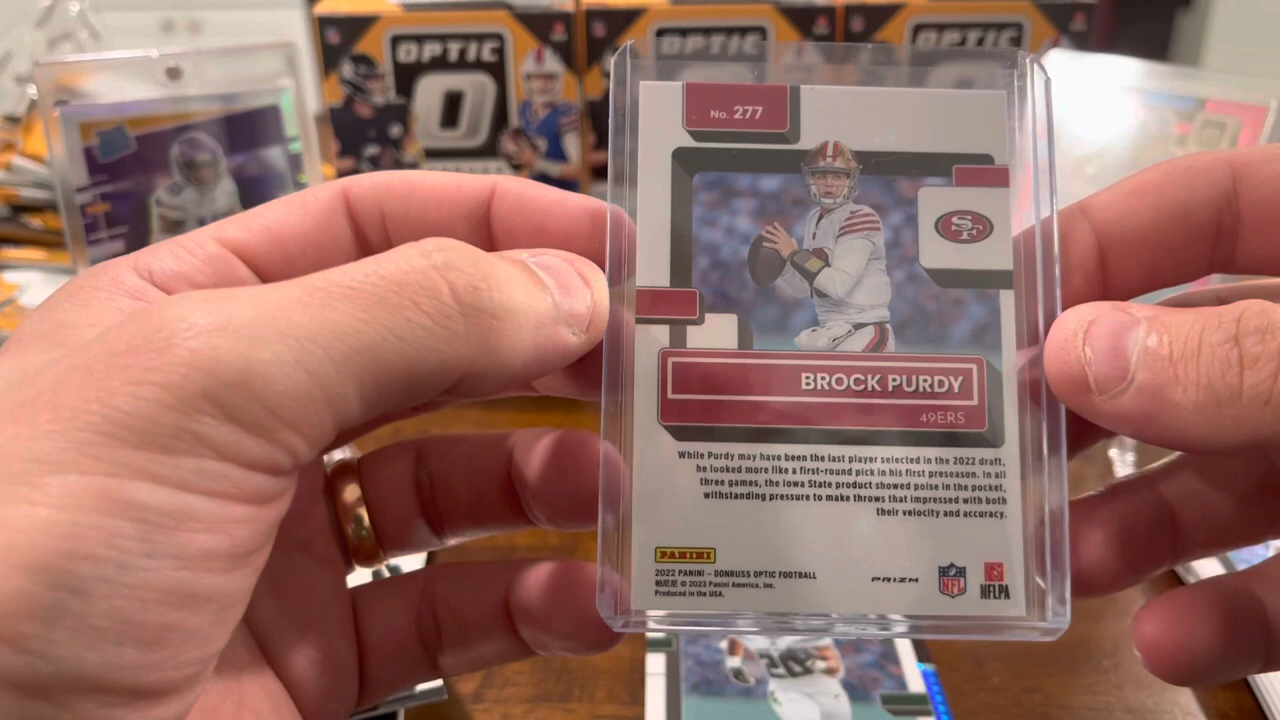 OPTIC
OPTIC
OPTIC
No. 277
SF
BROCK PURDY
49ERS
While Purdy may have been the last player selected in the 2022 draft,
he looked more like a first-round pick in his first preseason. In all
three games, the Iowa State product showed poise in the pocket,
withstanding pressure to make throws that impressed with both
their velocity and accuracy.
PANINI
2022 PANINI – DONRUSS OPTIC FOOTBALL
帕尼尼 © 2023 Panini America, Inc.
Produced in the USA.
PRIZM
NFL
NFLPA
20